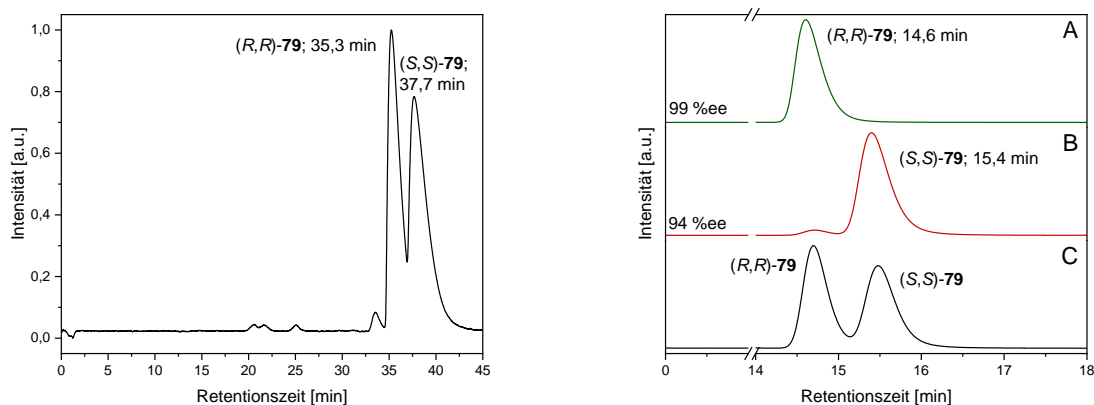 1,0
0,8
0,6
0,4
0,2
0,0
Intensität [a.u.]
(R,R)-79; 35,3 min
(S,S)-79;
37,7 min
0 5 10 15 20 25 30 35 40 45
Retentionszeit [min]
Intensität [a.u.]
A
(R,R)-79; 14,6 min
99 %ee
B
(S,S)-79; 15,4 min
94 %ee
C
(R,R)-79
(S,S)-79
0 14 15 16 17 18
Retentionszeit [min]